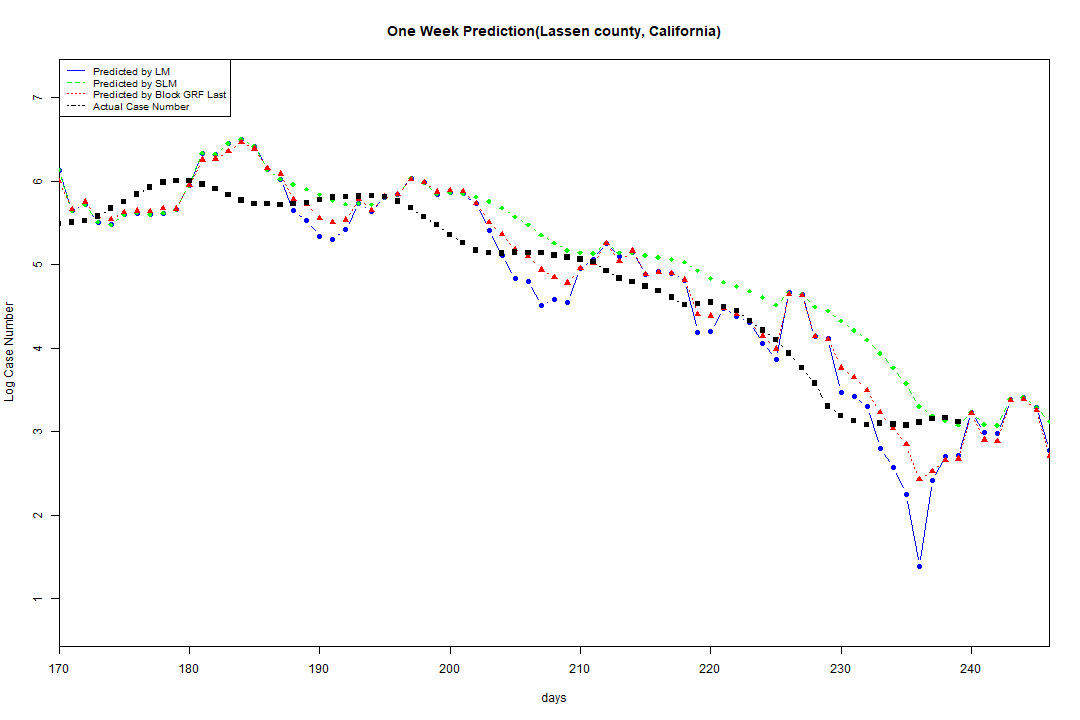 One Week Prediction(Lassen county, California)
Predicted by LM
Predicted by SLM
Predicted by Block GRF Last
Actual Case Number
Log Case Number
7
6
5
4
3
2
1
170 180 190 200 210 220 230 240
days